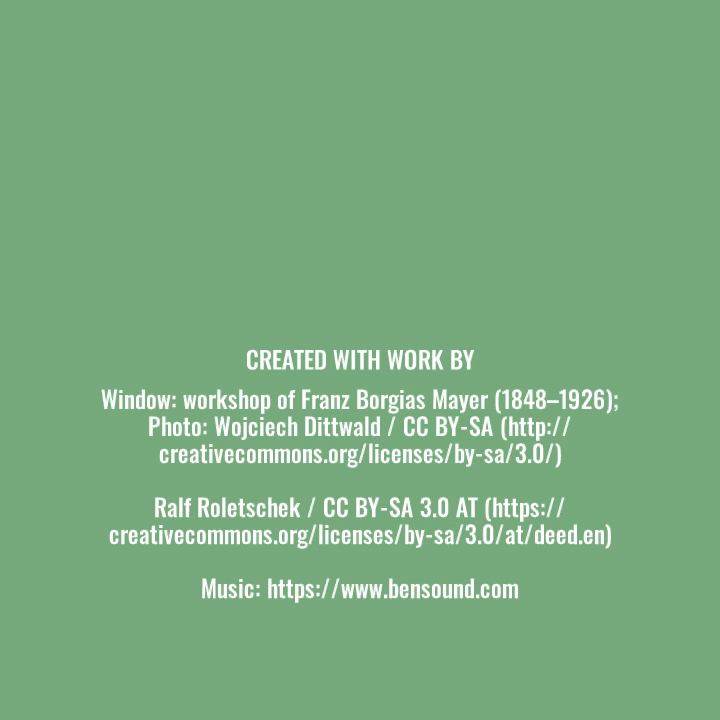 CREATED WITH WORK BY
Window: workshop of Franz Borgias Mayer (1848–1926);
Photo: Wojciech Dittwald / CC BY-SA (http://
creativecommons.org/licenses/by-sa/3.0/)
Ralf Roletschek / CC BY-SA 3.0 AT (https://
creativecommons.org/licenses/by-sa/3.0/at/deed.en)
Music: https://www.bensound.com